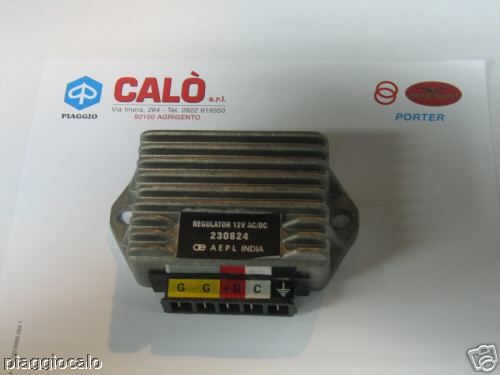 CALÒ s.r.l.
Via Imera, 264 - Tel. 0922 619350
92100 AGRIGENTO
PIAGGIO
PORTER
REGULATOR 12V AC/DC
230824
AEPL INDIA
G G +B C
piaggiocalo